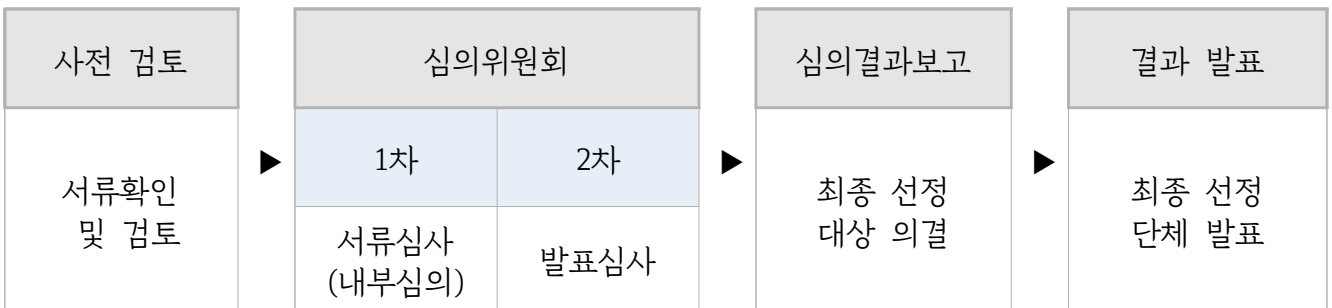 사전 검토
서류확인
및 검토
▶
심의위원회
1차
2차
서류심사
(내부심의)
발표심사
▶
심의결과보고
최종 선정
대상 의결
▶
결과 발표
최종 선정
단체 발표